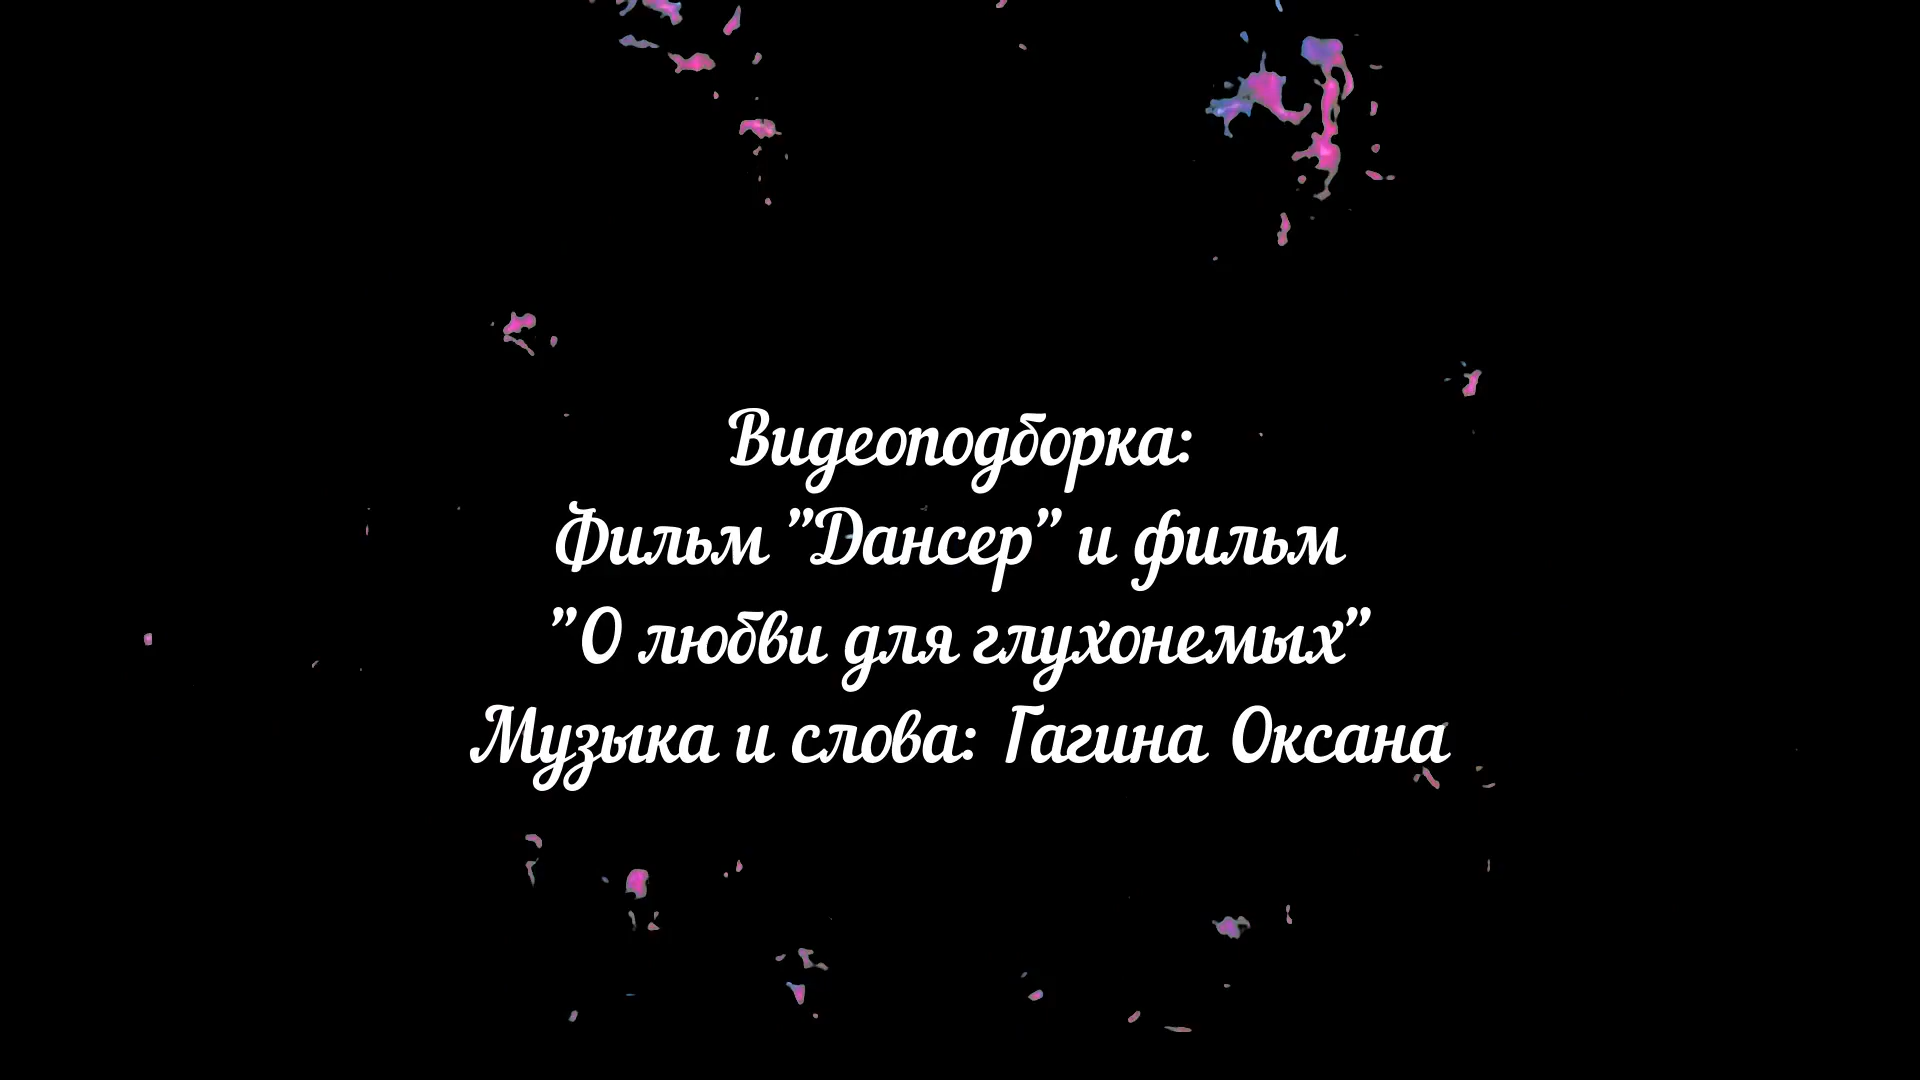 Видеоподборка:
Фильм "Дансер" и фильм
"О любви для глухонемых"
Музыка и слова: Гагина Оксана